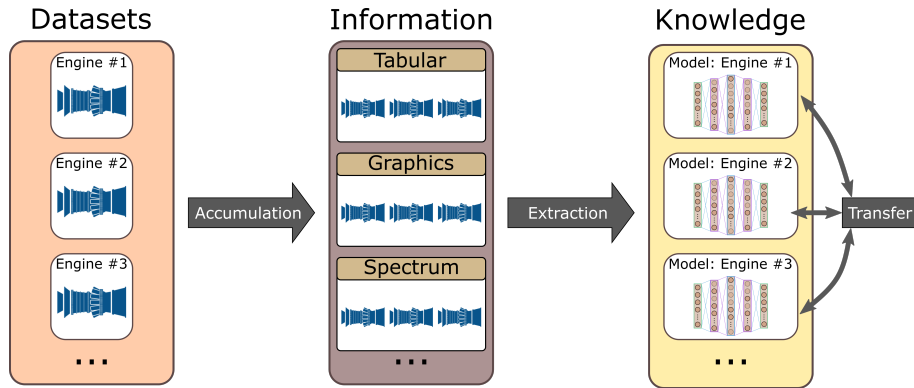 Datasets
Engine #1
Engine #2
Engine #3
...
Accumulation
Information
Tabular
Graphics
Spectrum
...
Extraction
Knowledge
Model: Engine #1
Model: Engine #2
Model: Engine #3
...
Transfer